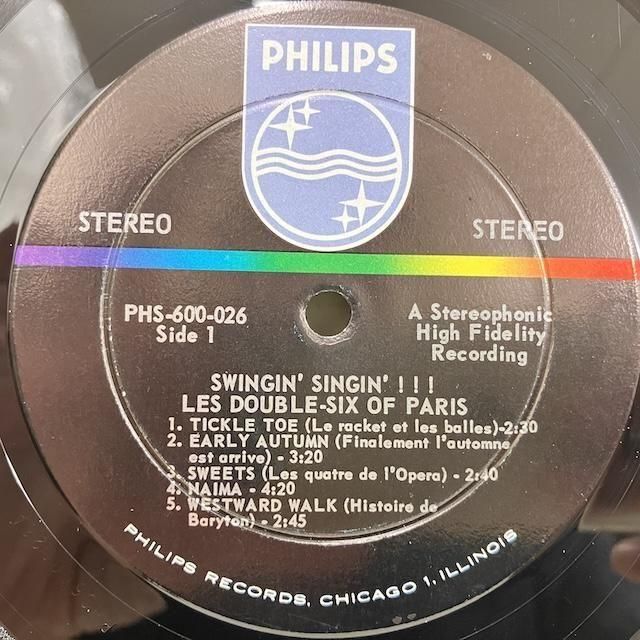 PHILIPS
STEREO
STEREO
PHS-600-026
Side 1
A Stereophonic
High Fidelity
Recording
SWINGIN' SINGIN' ! ! !
LES DOUBLE-SIX OF PARIS
1. TICKLE TOE (Le racket et les balles)-2:30
2. EARLY AUTUMN (Finalement l'automne
est arrive) - 3:20
3. SWEETS (Les quatre de l'Opera) - 2:40
4. NAIMA - 4:20
5. WESTWARD WALK (Histoire de
Baryton) - 2:45
PHILIPS RECORDS, CHICAGO 1, ILLINOIS